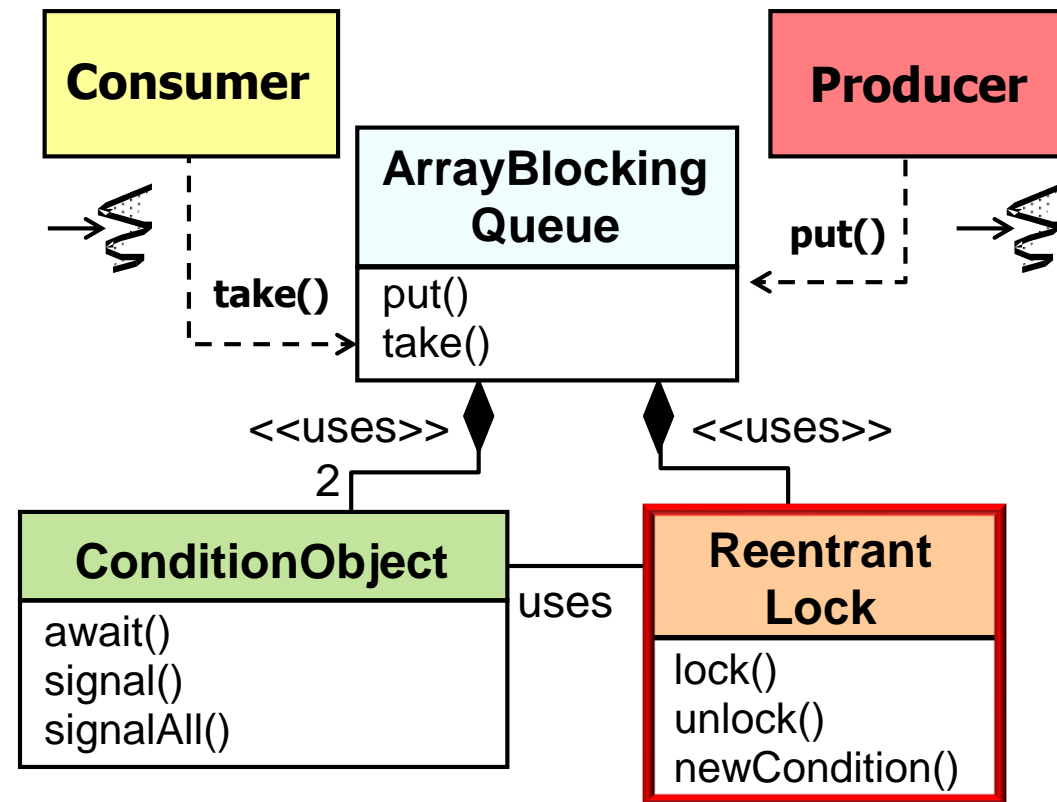 Consumer
Producer
ArrayBlocking
Queue
put()
take()
put()
take()
<<uses>>
<<uses>>
2
ConditionObject
await()
signal()
signalAll()
uses
Reentrant
Lock
lock()
unlock()
newCondition()